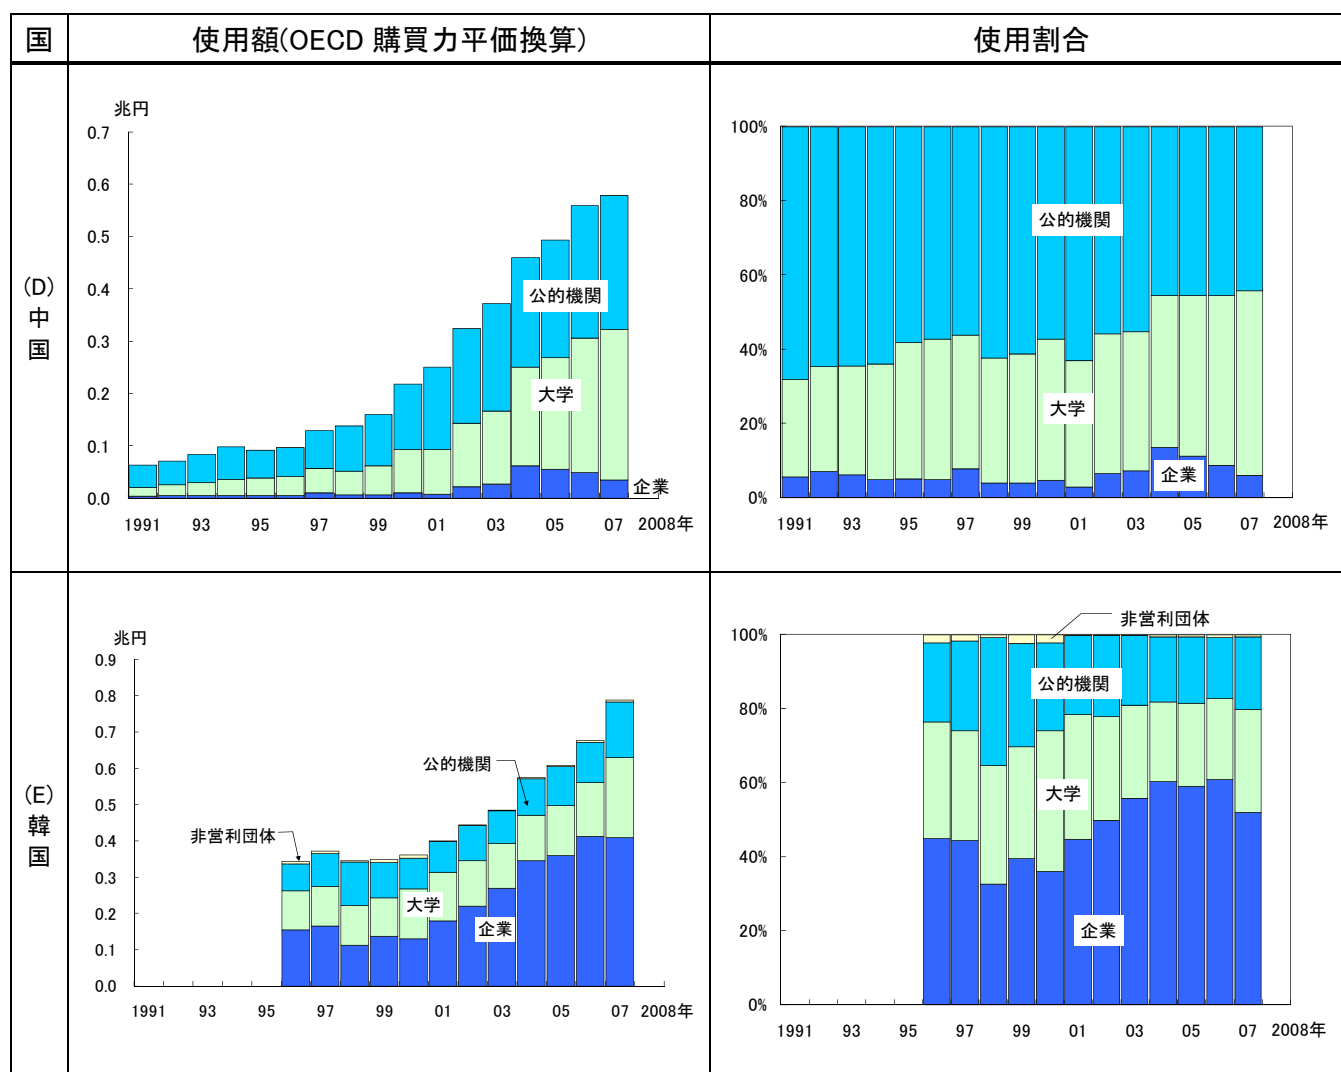 国 使用額(OECD 購買力平価換算) 使用割合
(D)
中
国
兆円
0.7
0.6
0.5
0.4
0.3
0.2
0.1
0.0
公的機関
大学
企業
1991 93 95 97 99 01 03 05 07 2008年
100%
80%
60%
40%
20%
0%
公的機関
大学
企業
1991 93 95 97 99 01 03 05 07 2008年
(E)
韓
国
兆円
0.9
0.8
0.7
0.6
0.5
0.4
0.3
0.2
0.1
0.0
公的機関
非営利団体
大学
企業
1991 93 95 97 99 01 03 05 07 2008年
非営利団体
100%
80%
60%
40%
20%
0%
公的機関
大学
企業
1991 93 95 97 99 01 03 05 07 2008年